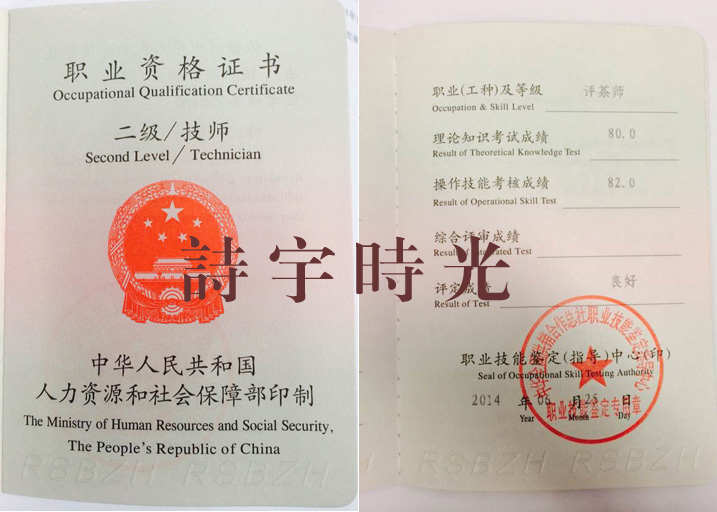 职业资格证书
Occupational Qualification Certificate
二级/技师
Second Level/Technician
中华人民共和国
人力资源和社会保障部印制
The Ministry of Human Resources and Social Security,
The People's Republic of China
RSBZH RSBZH
詩宇時光
职业(工种)及等级 评茶师
Occupation & Skill Level
理论知识考试成绩 80.0
Result of Theoretical Knowledge Test
操作技能考核成绩 82.0
Result of Operational Skill Test
综合评审成绩
Result of Integrated Test
评定成绩 良好
Result of Test
职业技能鉴定(指导)中心(印)
Seal of Occupational Skill Testing Authority
2014 年 06 月 25 日
Year Month Day
职业技能鉴定专用章
RSBZH RSBZH